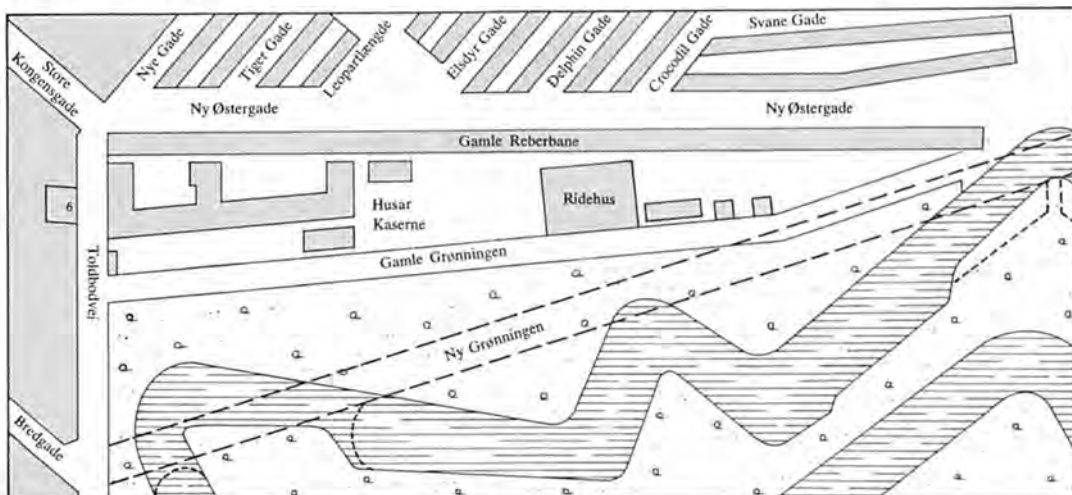 Store
Kongensgade
Nye Gade
Tiger Gade
Leopartlængde
Elsdyr Gade
Delphin Gade
Crocodil Gade
Svane Gade
Ny Østergade
Ny Østergade
Gamle Reberbane
6
Husar
Kaserne
Ridehus
Toldbodvej
Gamle Grønningen
Ny Grønningen
Bredgade